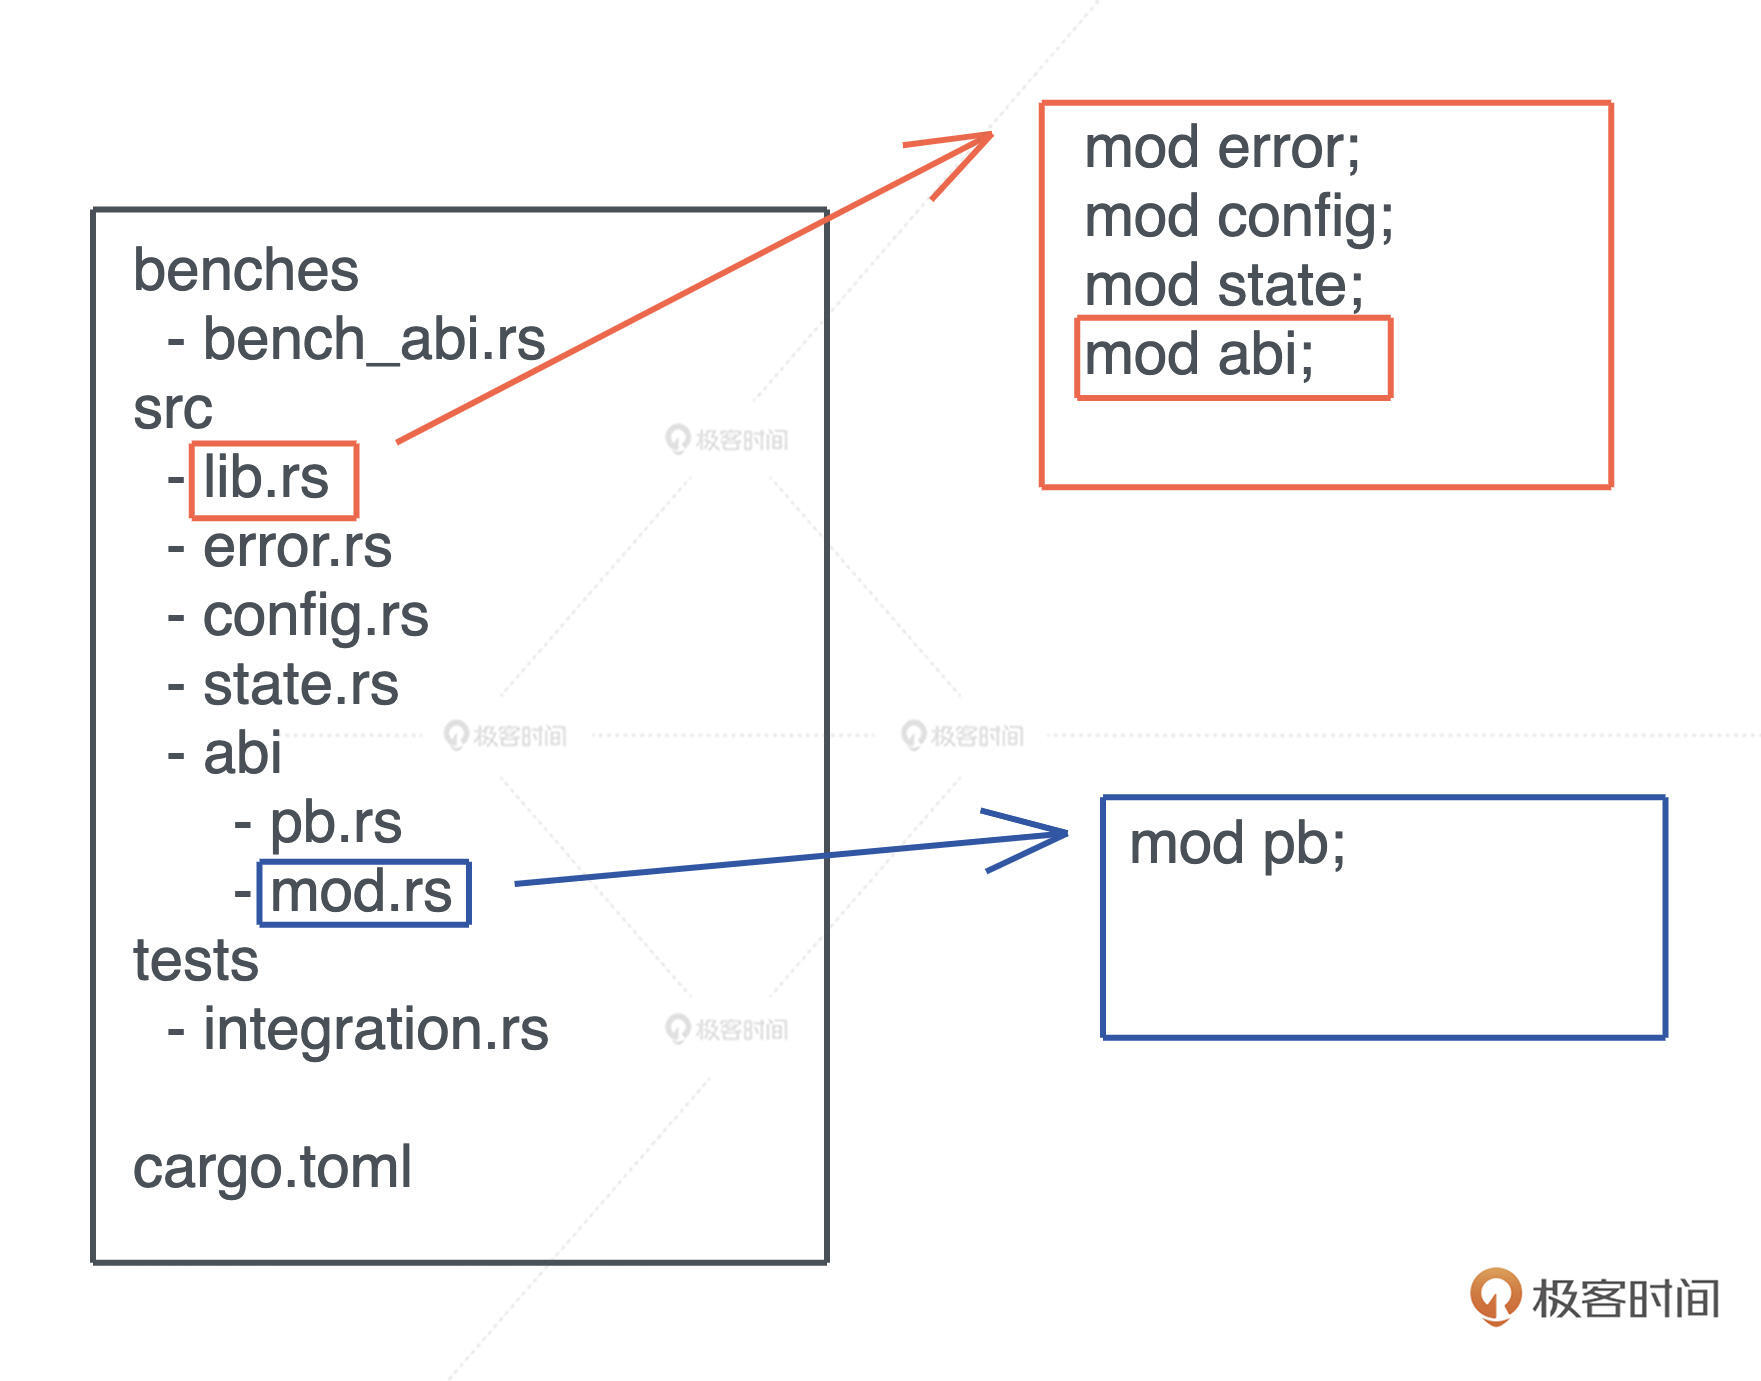 benches
- bench_abi.rs
src
- lib.rs
- error.rs
- config.rs
- state.rs
- abi
- pb.rs
- mod.rs
tests
- integration.rs
cargo.toml
mod error;
mod config;
mod state;
mod abi;
mod pb;
极客时间
极客时间
极客时间
极客时间
极客时间